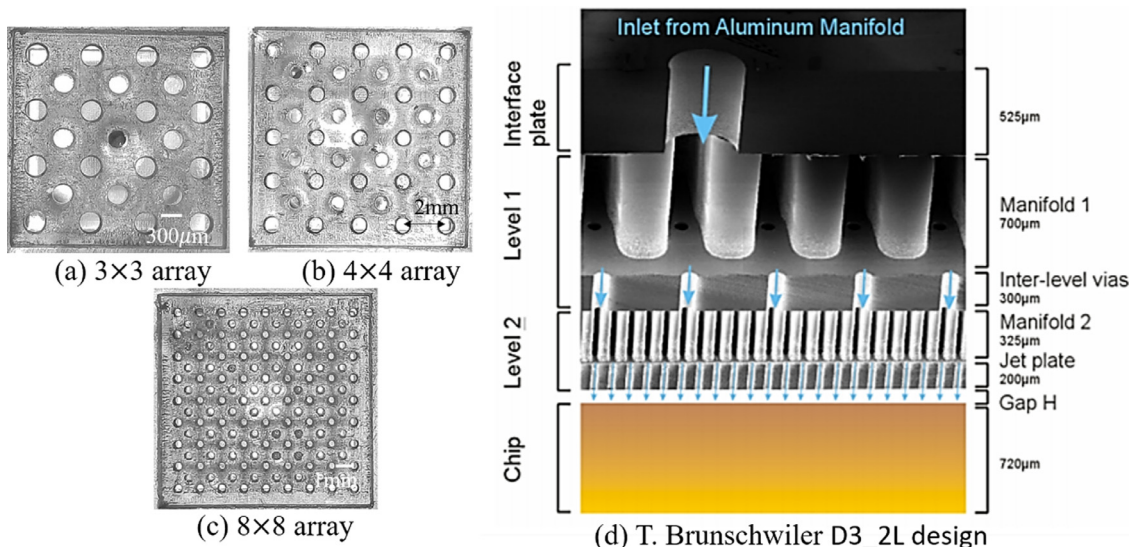 300μm
(a) 3×3 array
2mm
(b) 4×4 array
1mm
(c) 8×8 array
Inlet from Aluminum Manifold
Interface
plate
525μm
Level 1
Manifold 1
700μm
Inter-level vias
300μm
Level 2
Manifold 2
325μm
Jet plate
200μm
Gap H
Chip
720μm
(d) T. Brunschwiler D3_2L design